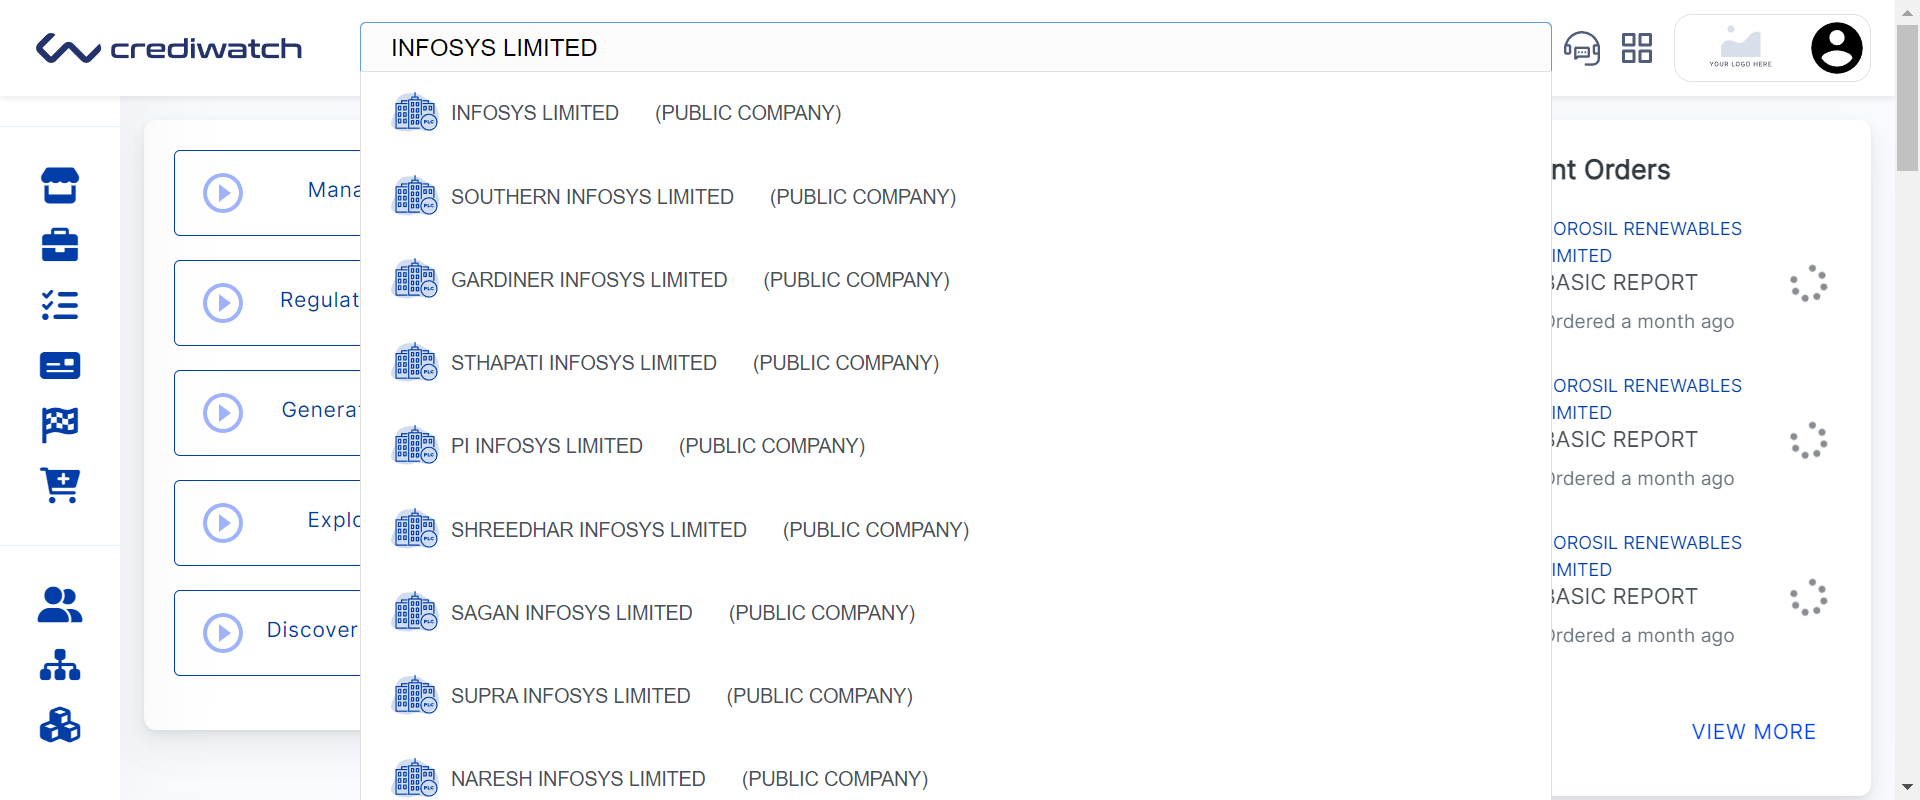 crediwatch
INFOSYS LIMITED
YOUR LOGO HERE
INFOSYS LIMITED (PUBLIC COMPANY)
SOUTHERN INFOSYS LIMITED (PUBLIC COMPANY)
GARDINER INFOSYS LIMITED (PUBLIC COMPANY)
STHAPATI INFOSYS LIMITED (PUBLIC COMPANY)
PI INFOSYS LIMITED (PUBLIC COMPANY)
SHREEDHAR INFOSYS LIMITED (PUBLIC COMPANY)
SAGAN INFOSYS LIMITED (PUBLIC COMPANY)
SUPRA INFOSYS LIMITED (PUBLIC COMPANY)
NARESH INFOSYS LIMITED (PUBLIC COMPANY)
Mana
Regulat
Genera
Explo
Discover
nt Orders
OROSIL RENEWABLES
IMITED
BASIC REPORT
rdered a month ago
OROSIL RENEWABLES
IMITED
BASIC REPORT
rdered a month ago
OROSIL RENEWABLES
IMITED
BASIC REPORT
rdered a month ago
VIEW MORE